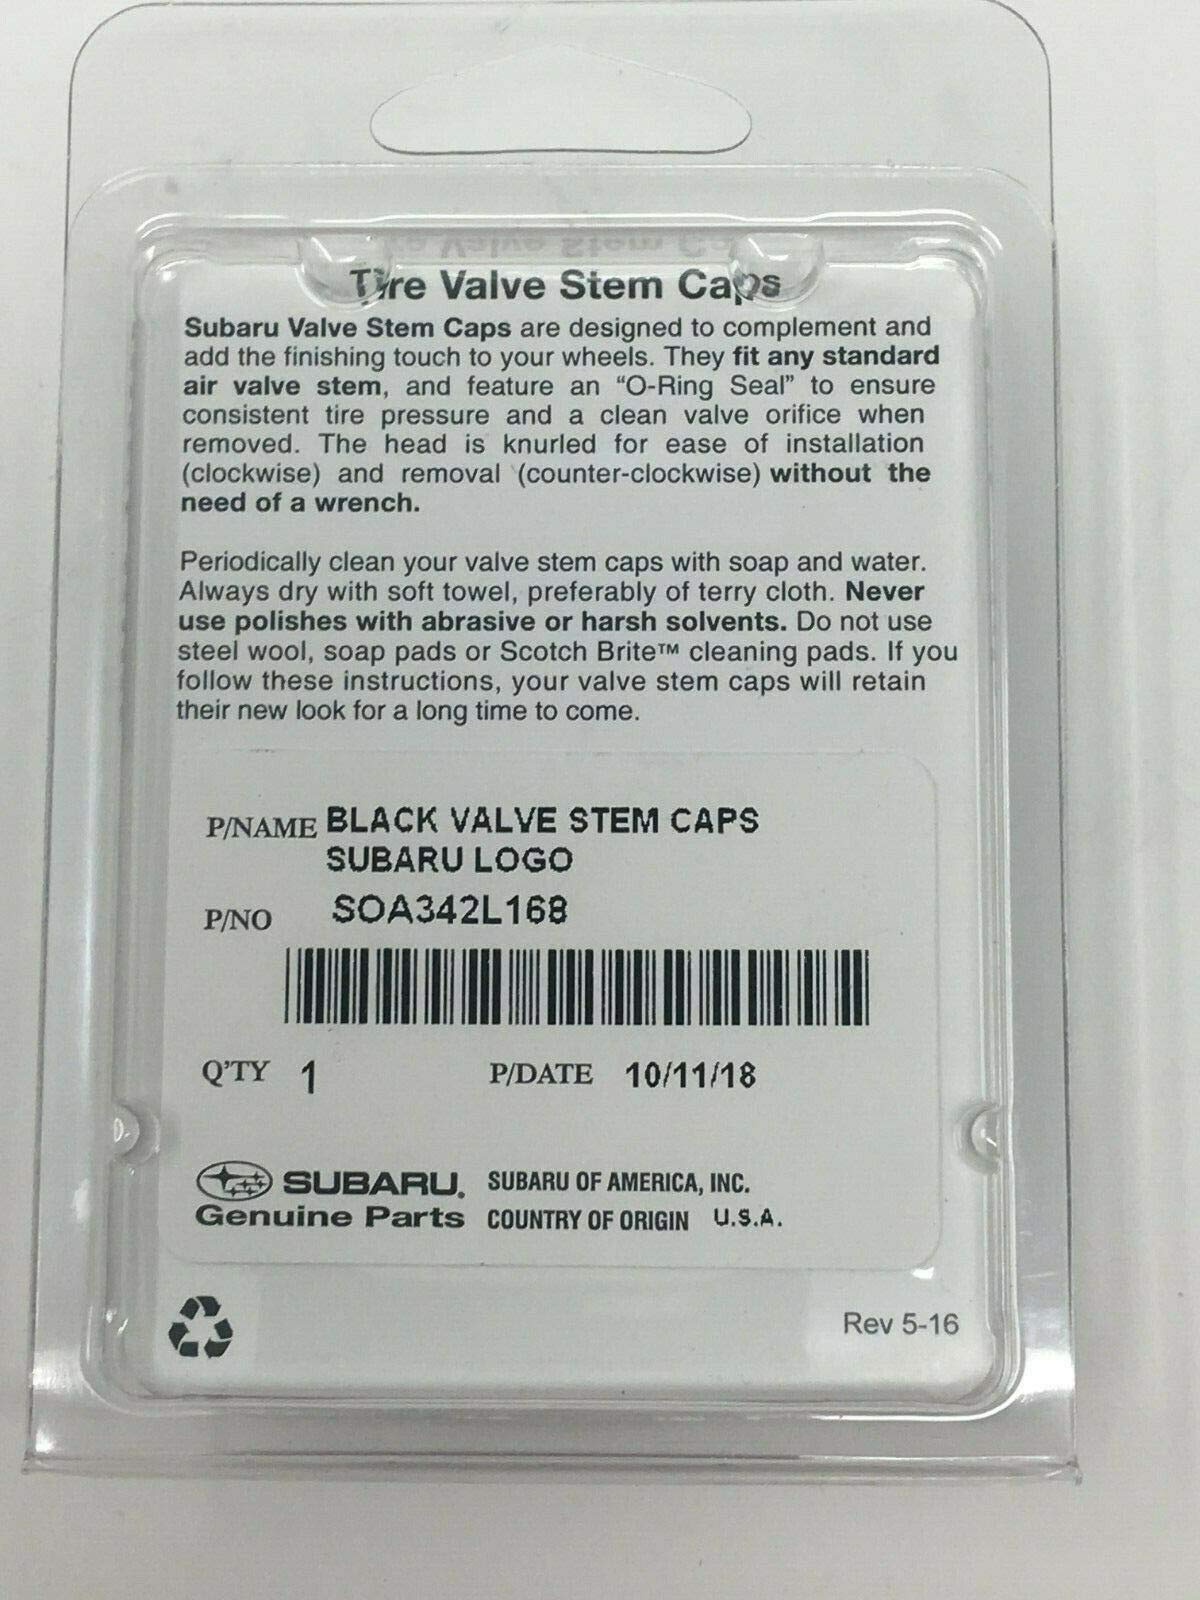 Tire Valve Stem Caps
Subaru Valve Stem Caps are designed to complement and
add the finishing touch to your wheels. They fit any standard
air valve stem, and feature an “O-Ring Seal” to ensure
consistent tire pressure and a clean valve orifice when
removed. The head is knurled for ease of installation
(clockwise) and removal (counter-clockwise) without the
need of a wrench.
Periodically clean your valve stem caps with soap and water.
Always dry with soft towel, preferably of terry cloth. Never
use polishes with abrasive or harsh solvents. Do not use
steel wool, soap pads or Scotch Brite™ cleaning pads. If you
follow these instructions, your valve stem caps will retain
their new look for a long time to come.
P/NAME BLACK VALVE STEM CAPS
SUBARU LOGO
P/NO SOA342L168
Q'TY 1 P/DATE 10/11/18
SUBARU. SUBARU OF AMERICA, INC.
Genuine Parts COUNTRY OF ORIGIN U.S.A.
Rev 5-16